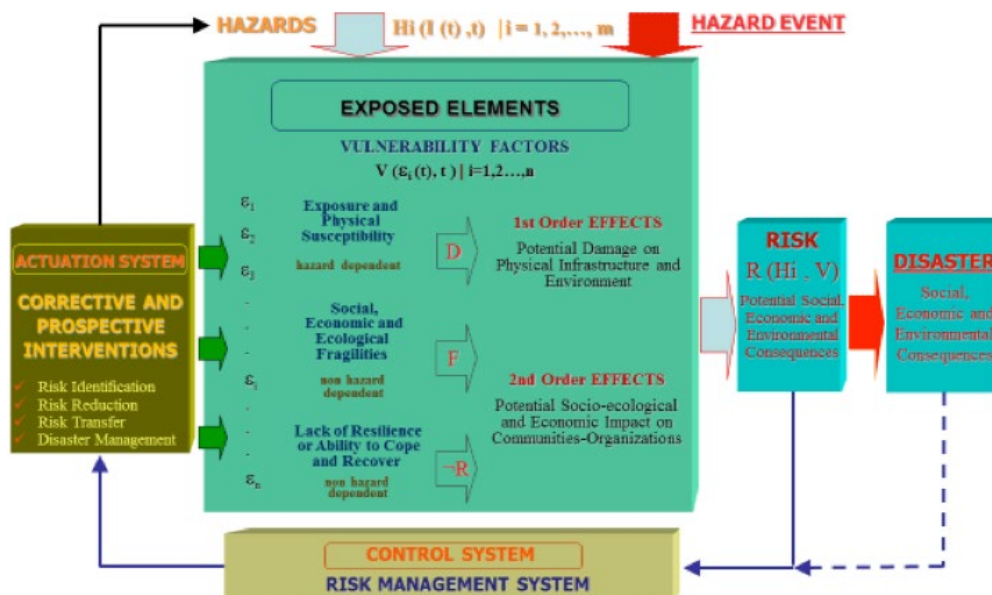 HAZARDS
Hi (I (t) ,t) | i = 1, 2,..., m
HAZARD EVENT
EXPOSED ELEMENTS
VULNERABILITY FACTORS
V (εi (t), t ) | i=1,2...,n
ε1
ε2
ε3
.
.
.
εi
.
.
.
εn
Exposure and
Physical
Susceptibility
hazard dependent
D
1st Order EFFECTS
Potential Damage on
Physical Infrastructure and
Environment
Social,
Economic and
Ecological
Fragilities
non hazard
dependent
F
2nd Order EFFECTS
Potential Socio-ecological
and Economic Impact on
Communities-Organizations
Lack of Resilience
or Ability to Cope
and Recover
non hazard
dependent
¬R
ACTUATION SYSTEM
CORRECTIVE AND
PROSPECTIVE
INTERVENTIONS
✓ Risk Identification
✓ Risk Reduction
✓ Risk Transfer
✓ Disaster Management
RISK
R (Hi , V)
Potential Social,
Economic and
Environmental
Consequences
DISASTER
Social,
Economic and
Environmental
Consequences
CONTROL SYSTEM
RISK MANAGEMENT SYSTEM